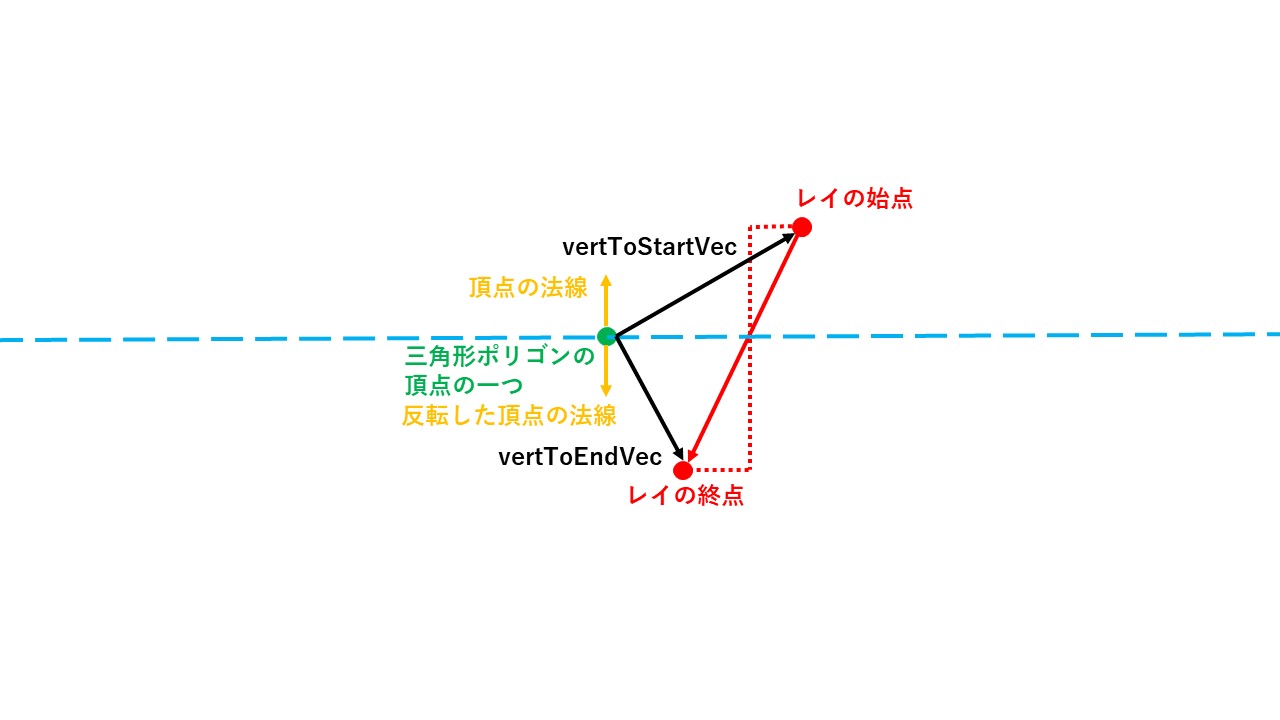 レイの始点
vertToStartVec
頂点の法線
三角形ポリゴンの
頂点の一つ
反転した頂点の法線
vertToEndVec
レイの終点